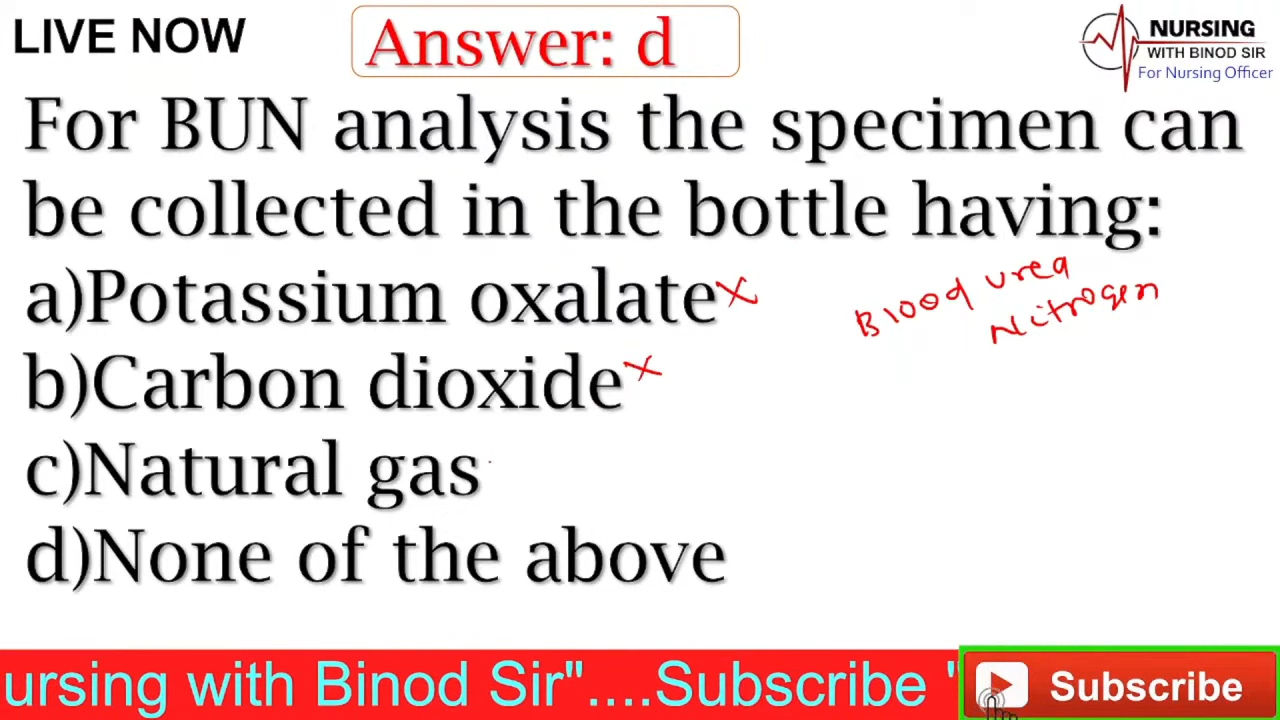 LIVE NOW
Answer: d
NURSING
WITH BINOD SIR
For Nursing Officer
For BUN analysis the specimen can
be collected in the bottle having:
a)Potassium oxalate
Blood urea
Nitrogen
b)Carbon dioxide
c)Natural gas
d)None of the above
ursing with Binod Sir"....Subscribe "
Subscribe